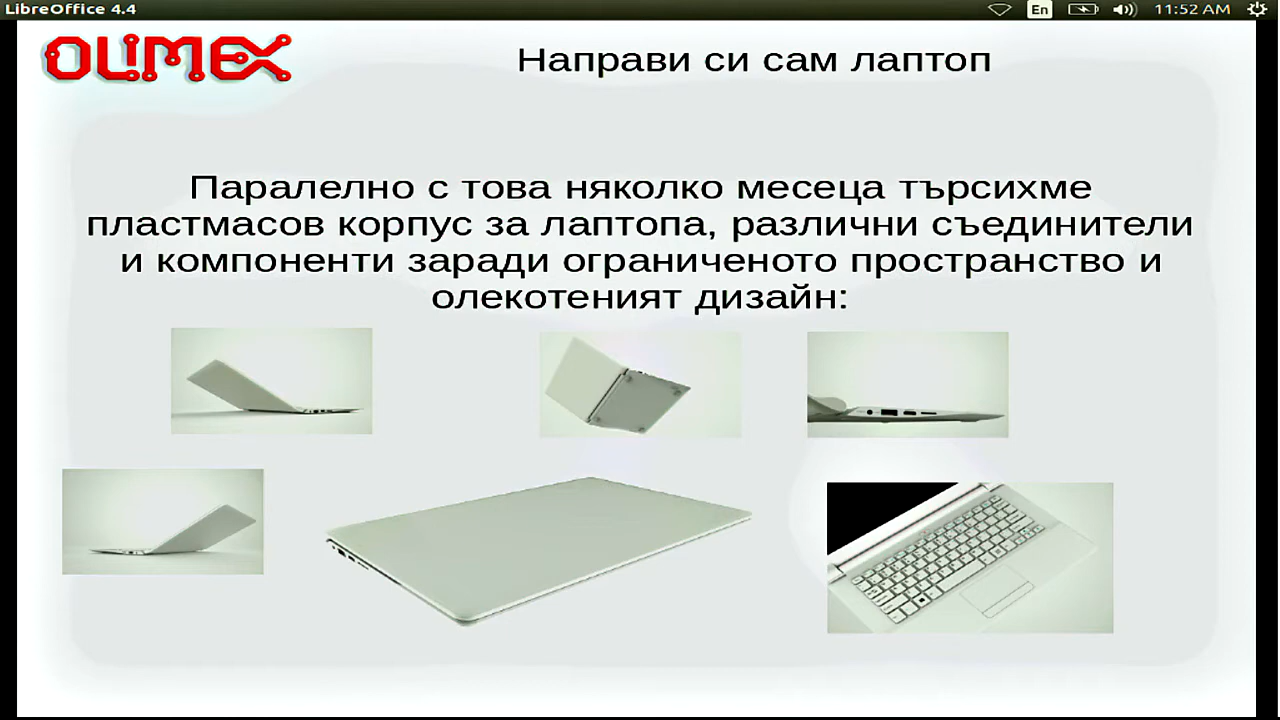 LibreOffice 4.4
En
11:52 AM
OLIMEX
Направи си сам лаптоп
Паралелно с това няколко месеца търсихме
пластмасов корпус за лаптопа, различни съединители
и компоненти заради ограниченото пространство и
олекотеният дизайн: